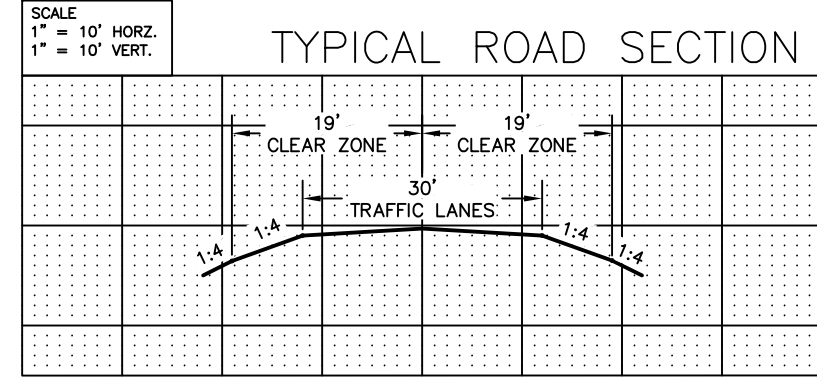 SCALE
1" = 10' HORZ.
1" = 10' VERT.
TYPICAL ROAD SECTION
19'
CLEAR ZONE
19'
CLEAR ZONE
30'
TRAFFIC LANES
1:4
1:4
1:4
1:4